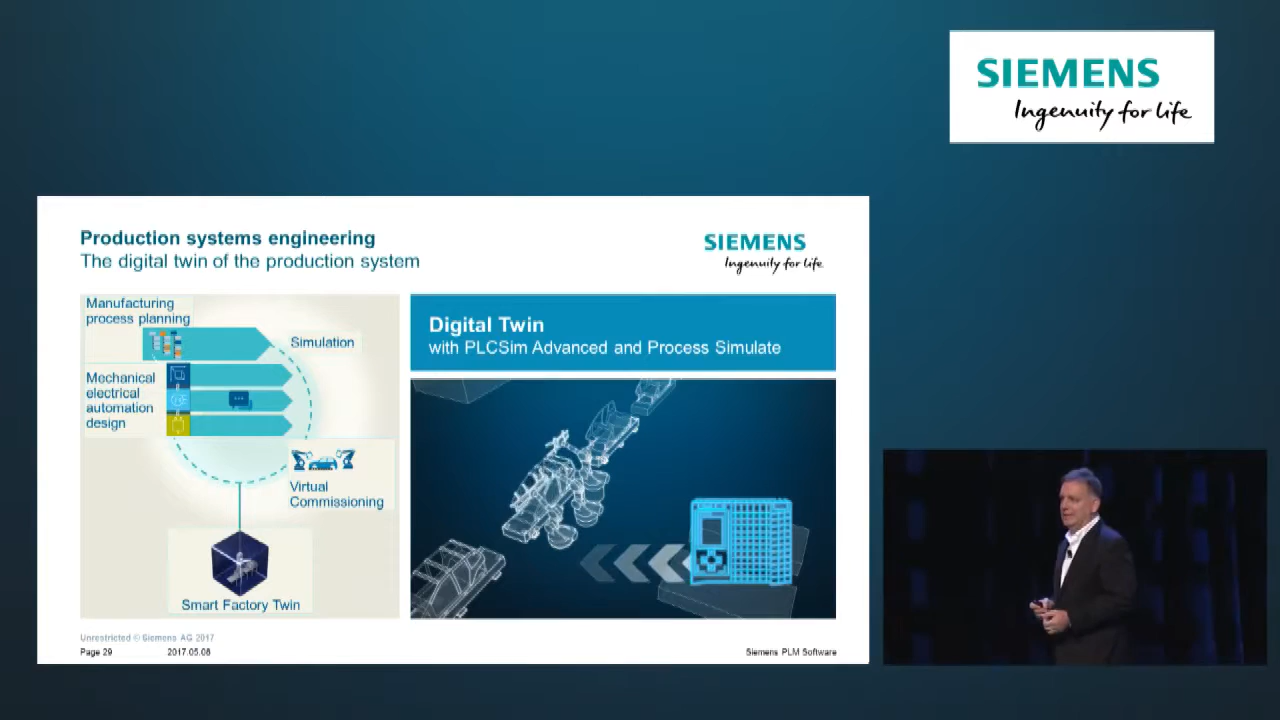 SIEMENS
Ingenuity for life
Production systems engineering
The digital twin of the production system
SIEMENS
Ingenuity for life
Manufacturing
process planning
Simulation
Mechanical
electrical
automation
design
Virtual
Commissioning
Smart Factory Twin
Digital Twin
with PLCSim Advanced and Process Simulate
Unrestricted © Siemens AG 2017
Page 29
2017.05.08
Siemens PLM Software